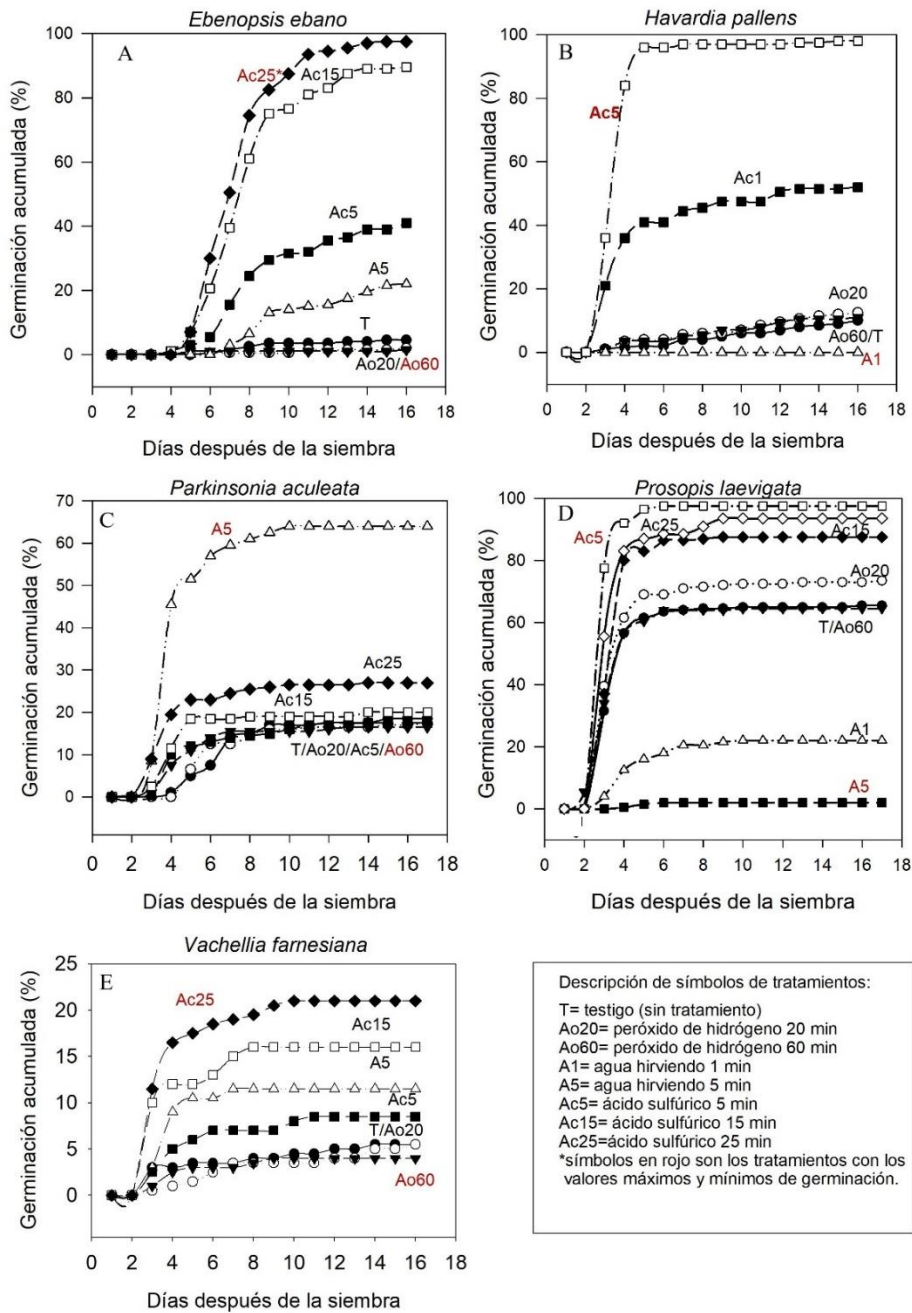 Ebenopsis ebano
A
Germinación acumulada (%)
100
80
60
40
20
0
Ac25*
Ac15
Ac5
A5
T
Ao20/Ao60
0 2 4 6 8 10 12 14 16 18
Días después de la siembra
Havardia pallens
B
Germinación acumulada (%)
100
80
60
40
20
0
Ac5
Ac1
Ao20
Ao60/T
A1
0 2 4 6 8 10 12 14 16 18
Días después de la siembra
Parkinsonia aculeata
C
Germinación acumulada (%)
70
60
50
40
30
20
10
0
A5
Ac25
Ac15
T/Ao20/Ac5/Ao60
0 2 4 6 8 10 12 14 16 18
Días después de la siembra
Prosopis laevigata
D
Germinación acumulada (%)
100
80
60
40
20
0
Ac5
Ac25
Ac15
Ao20
T/Ao60
A1
A5
0 2 4 6 8 10 12 14 16 18
Días después de la siembra
Vachellia farnesiana
E
Germinación acumulada (%)
25
20
15
10
5
0
Ac25
Ac15
A5
Ac5
T/Ao20
Ao60
0 2 4 6 8 10 12 14 16 18
Días después de la siembra
Descripción de símbolos de tratamientos:
T= testigo (sin tratamiento)
Ao20= peróxido de hidrógeno 20 min
Ao60= peróxido de hidrógeno 60 min
A1= agua hirviendo 1 min
A5= agua hirviendo 5 min
Ac5= ácido sulfúrico 5 min
Ac15= ácido sulfúrico 15 min
Ac25=ácido sulfúrico 25 min
*símbolos en rojo son los tratamientos con los
valores máximos y mínimos de germinación.